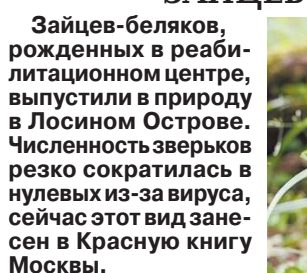 Зайцев-беляков,
рожденных в реаби-
литационном центре,
выпустили в природу
в Лосином Острове.
Численность зверьков
резко сократилась в
нулевых из-за вируса,
сейчас этот вид зане-
сен в Красную книгу
Москвы.